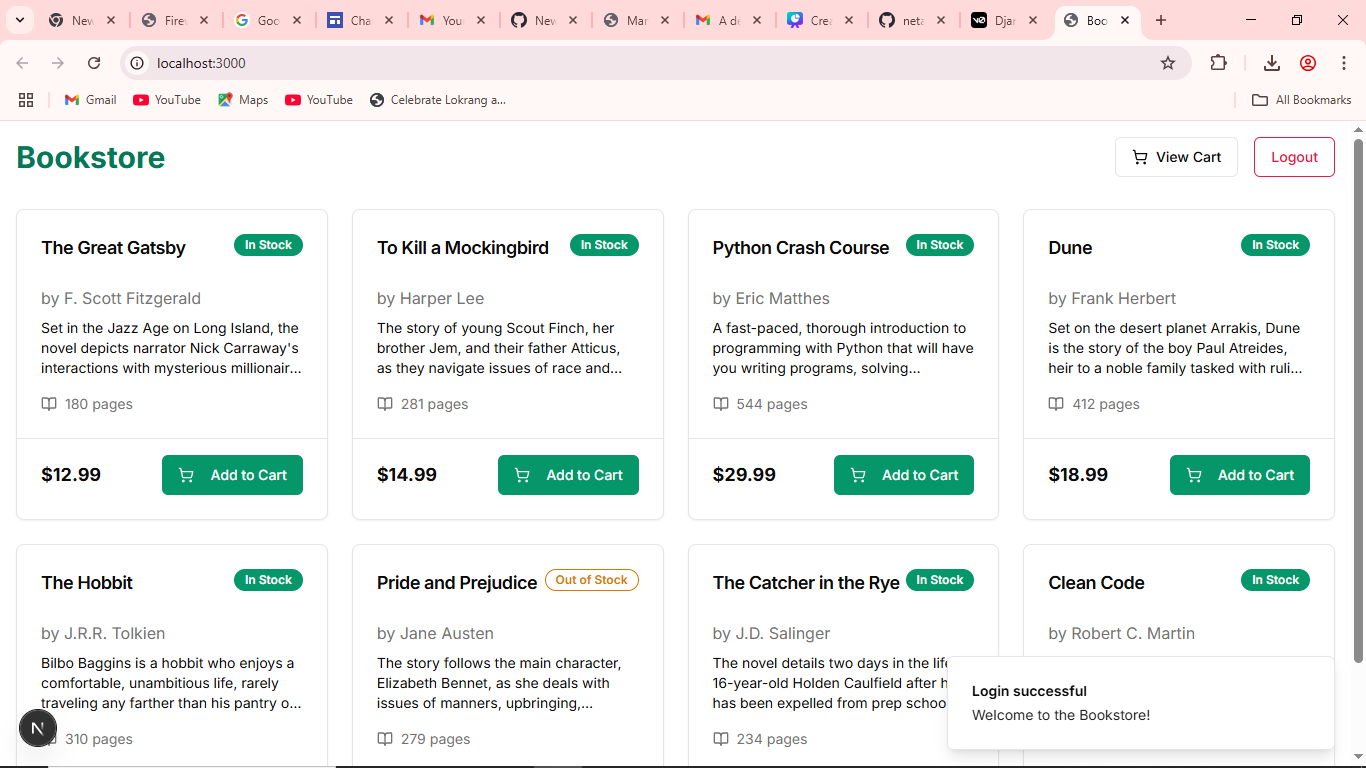 New
Firev
Goo
Cha
You
New
Mar
A de
Crea
neta
Djar
Boo
localhost:3000
Gmail
YouTube
Maps
YouTube
Celebrate Lokrang a...
All Bookmarks
Bookstore
View Cart
Logout
The Great Gatsby
In Stock
by F. Scott Fitzgerald
Set in the Jazz Age on Long Island, the
novel depicts narrator Nick Carraway's
interactions with mysterious millionair...
180 pages
$12.99
Add to Cart
To Kill a Mockingbird
In Stock
by Harper Lee
The story of young Scout Finch, her
brother Jem, and their father Atticus,
as they navigate issues of race and...
281 pages
$14.99
Add to Cart
Python Crash Course
In Stock
by Eric Matthes
A fast-paced, thorough introduction to
programming with Python that will have
you writing programs, solving...
544 pages
$29.99
Add to Cart
Dune
In Stock
by Frank Herbert
Set on the desert planet Arrakis, Dune
is the story of the boy Paul Atreides,
heir to a noble family tasked with ruli...
412 pages
$18.99
Add to Cart
The Hobbit
In Stock
by J.R.R. Tolkien
Bilbo Baggins is a hobbit who enjoys a
comfortable, unambitious life, rarely
traveling any farther than his pantry o...
310 pages
N
Pride and Prejudice
Out of Stock
by Jane Austen
The story follows the main character,
Elizabeth Bennet, as she deals with
issues of manners, upbringing,...
279 pages
The Catcher in the Rye
In Stock
by J.D. Salinger
The novel details two days in the life
16-year-old Holden Caulfield after h
has been expelled from prep schoo
234 pages
Clean Code
In Stock
by Robert C. Martin
Login successful
Welcome to the Bookstore!